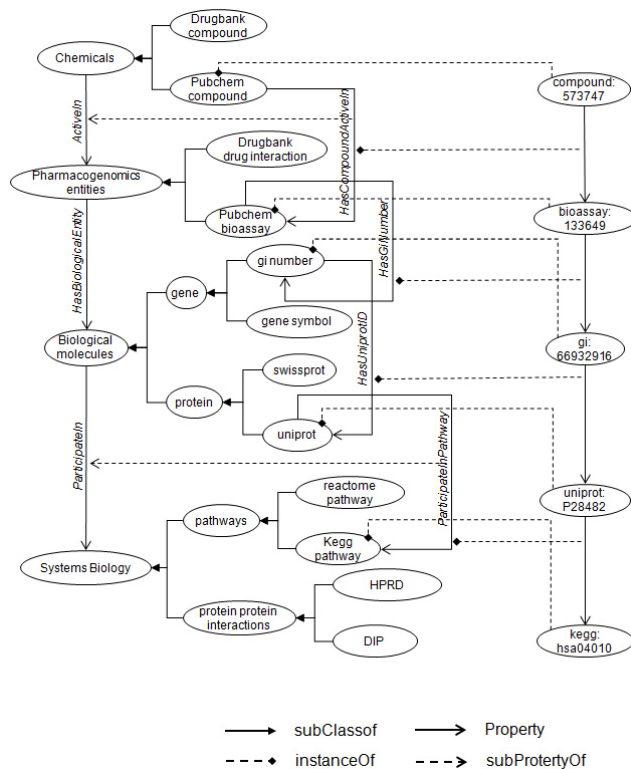 Drugbank
compound
Chemicals
Pubchem
compound
compound:
573747
ActiveIn
HasCompoundActiveIn
Drugbank
drug interaction
Pharmacogenomics
entities
Pubchem
bioassay
bioassay:
133649
HasBiologicalEntity
HasGiNumber
gi number
gene
gene symbol
gi:
66932916
Biological
molecules
HasUniprotID
swissprot
protein
uniprot
ParticipateIn
ParticipateInPathway
uniprot:
P28482
reactome
pathway
pathways
Kegg
pathway
Systems Biology
HPRD
protein protein
interactions
DIP
kegg:
hsa04010
subClassof
Property
instanceOf
subProtertyOf